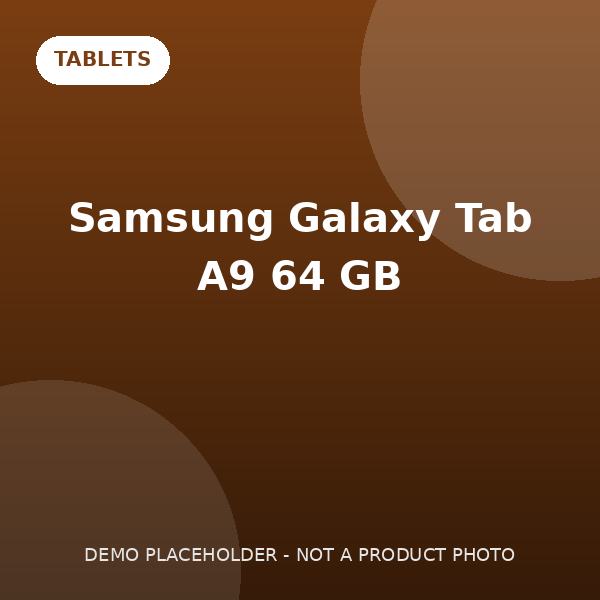 TABLETS
Samsung Galaxy Tab
A9 64 GB
DEMO PLACEHOLDER - NOT A PRODUCT PHOTO